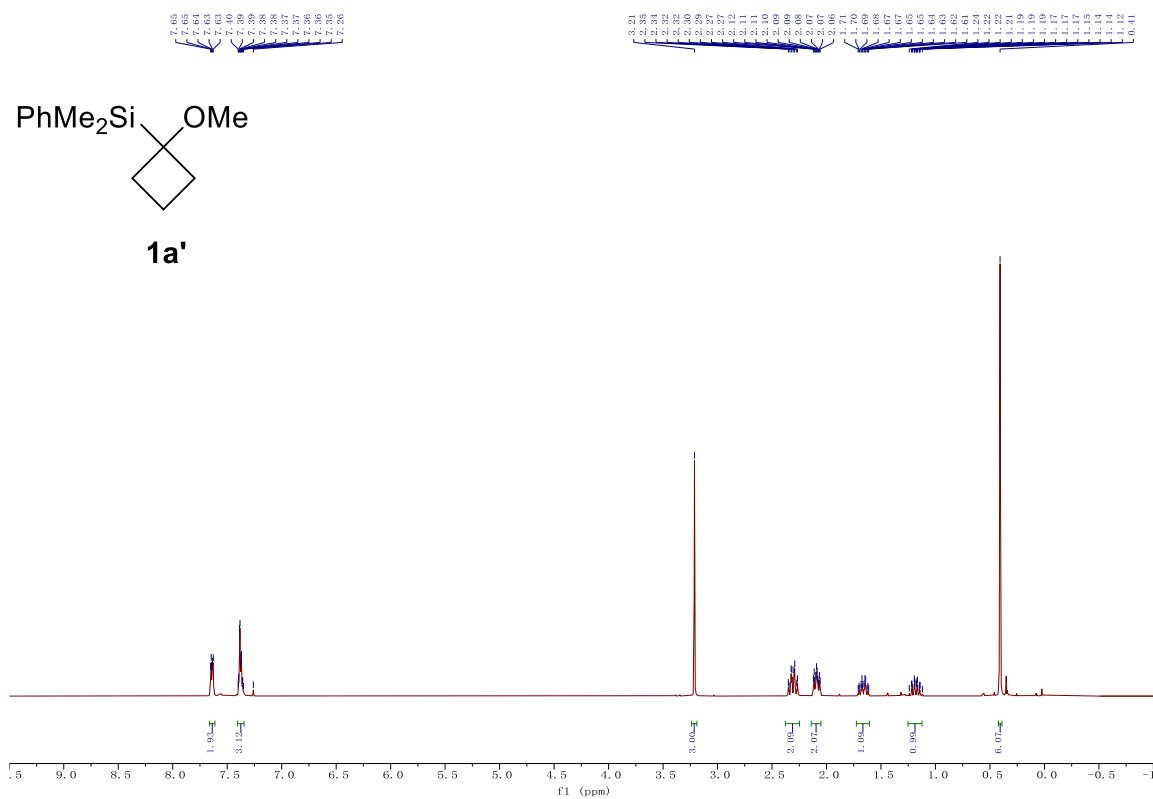 7.65 7.65 7.64 7.63 7.63 7.40 7.39 7.39 7.38 7.38 7.37 7.37 7.36 7.36 7.35 7.26
3.21 2.35 2.34 2.32 2.32 2.30 2.29 2.27 2.27 2.12 2.11 2.11 2.10 2.09 2.09 2.08 2.07 2.07 2.06 1.71 1.70 1.69 1.68 1.67 1.67 1.65 1.65 1.64 1.63 1.62 1.61 1.24 1.22 1.22 1.21 1.19 1.19 1.19 1.17 1.17 1.17 1.15 1.14 1.14 1.12 0.41
PhMe2Si OMe
1a'
1.93 3.12 3.00 2.09 2.07 1.09 0.99 6.07
.5 9.0 8.5 8.0 7.5 7.0 6.5 6.0 5.5 5.0 4.5 4.0 3.5 3.0 2.5 2.0 1.5 1.0 0.5 0.0 -0.5 -1
f1 (ppm)